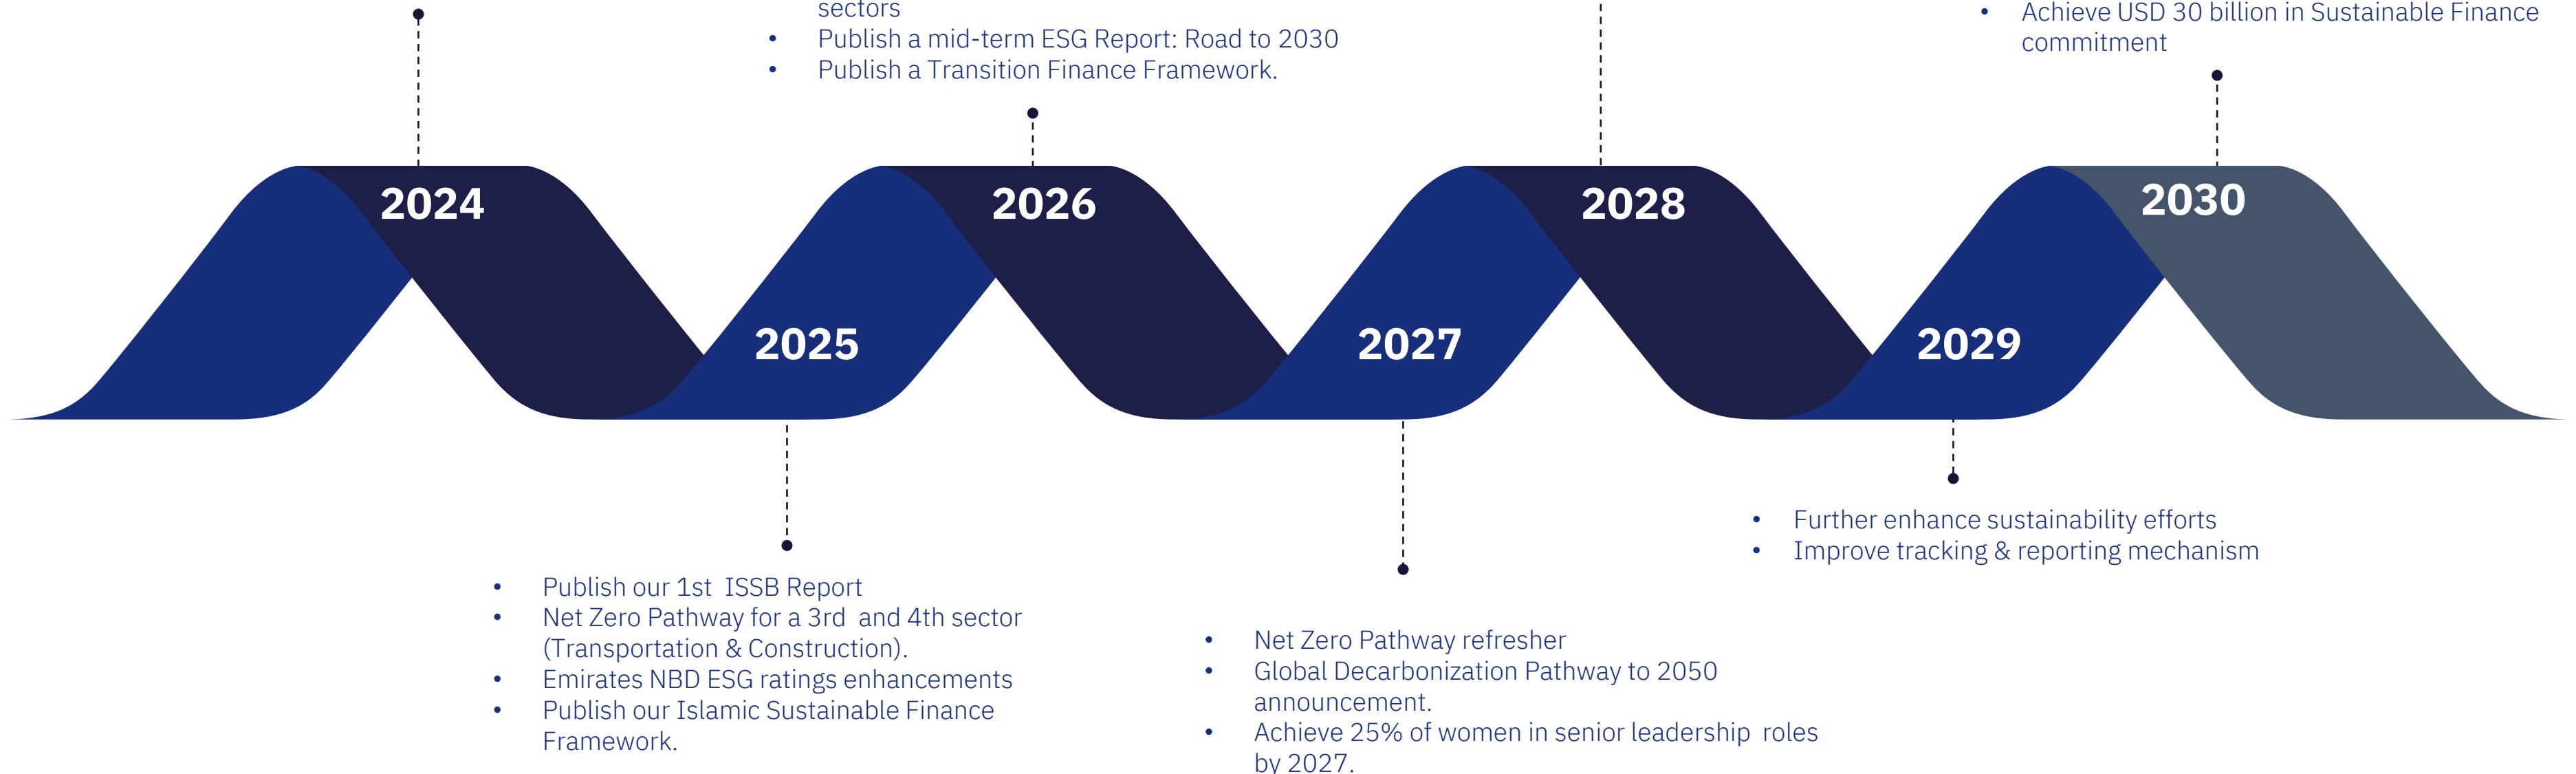 sectors
• Publish a mid-term ESG Report: Road to 2030
• Publish a Transition Finance Framework.
• Achieve USD 30 billion in Sustainable Finance
commitment
2024
2026
2028
2030
2025
2027
2029
• Publish our 1st  ISSB Report
• Net Zero Pathway for a 3rd  and 4th sector
(Transportation & Construction).
• Emirates NBD ESG ratings enhancements
• Publish our Islamic Sustainable Finance
Framework.
• Net Zero Pathway refresher
• Global Decarbonization Pathway to 2050
announcement.
• Achieve 25% of women in senior leadership  roles
by 2027.
• Further enhance sustainability efforts
• Improve tracking & reporting mechanism